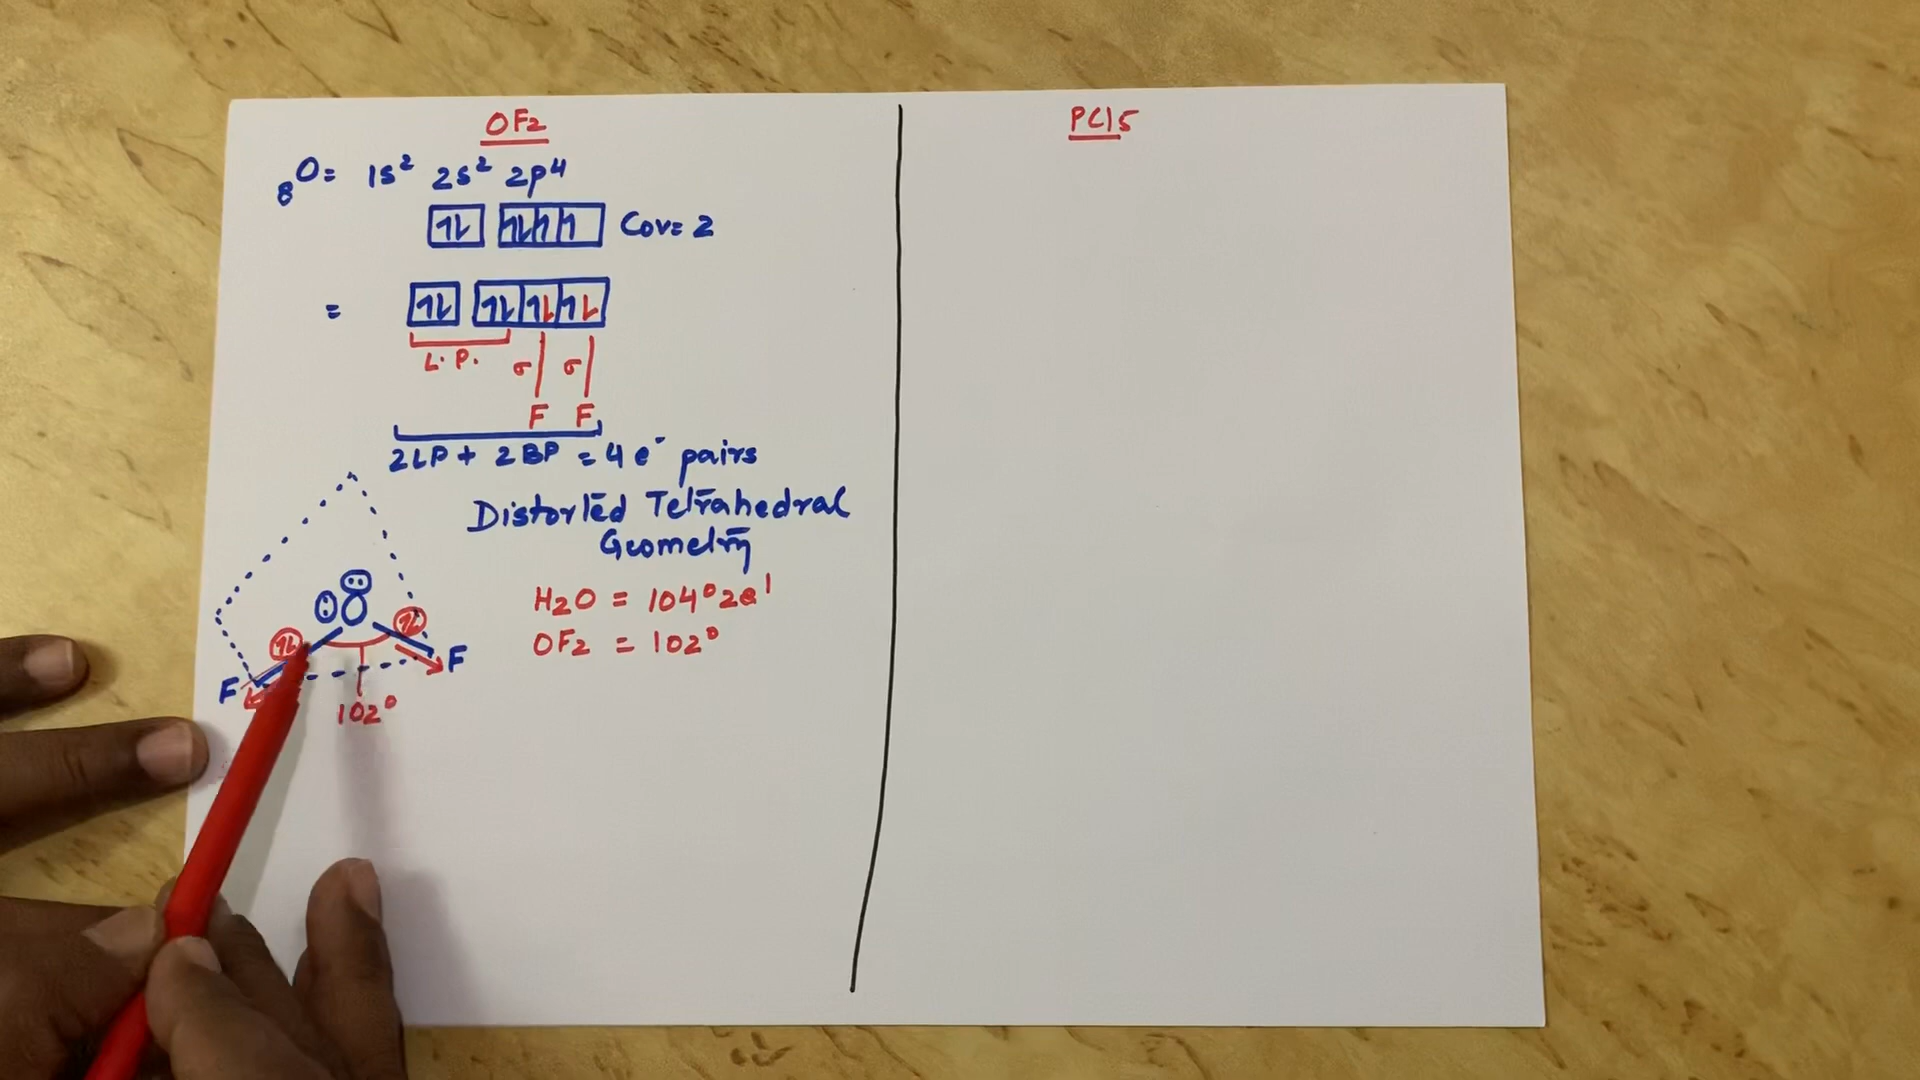 OF2
8O= 1s² 2s² 2p⁴
Cov= 2
=
L.P. σ σ
F F
2LP + 2BP = 4 e⁻ pairs
Distorted Tetrahedral
Geometry
H2O = 104°28'
OF2 = 102°
O
F F
102°
PCl5